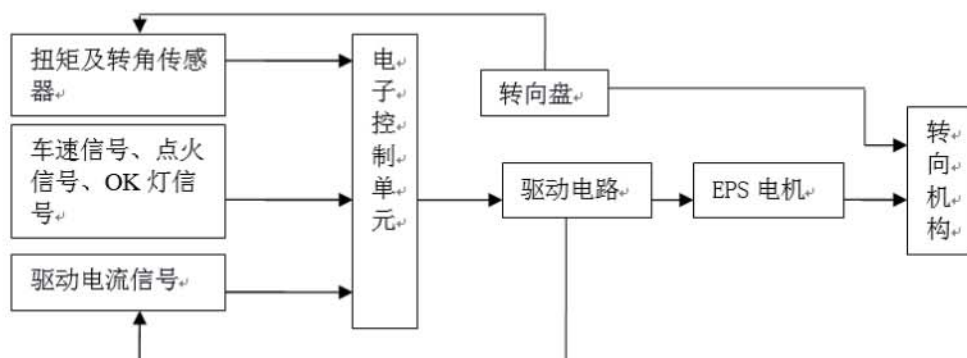 扭矩及转角传感
器
车速信号、点火
信号、OK 灯信
号
驱动电流信号
电
子
控
制
单
元
转向盘
驱动电路
EPS 电机
转
向
机
构